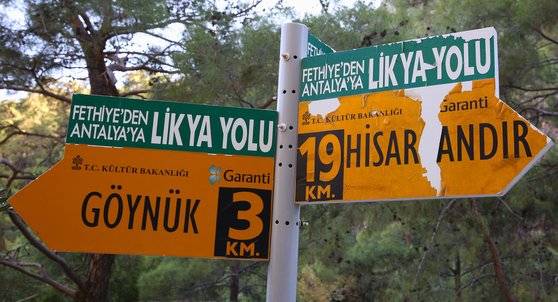 FETHİYE'DEN
ANTALYA'YA
LİKYA YOLU
T.C. KÜLTÜR BAKANLIĞI
Garanti
GÖYNÜK
3
KM.
FETHİYE'DEN
ANTALYA'YA
LİKYA YOLU
KÜLTÜR BAKANLIĞI
Garanti
19
KM.
HİSAR ANDIR